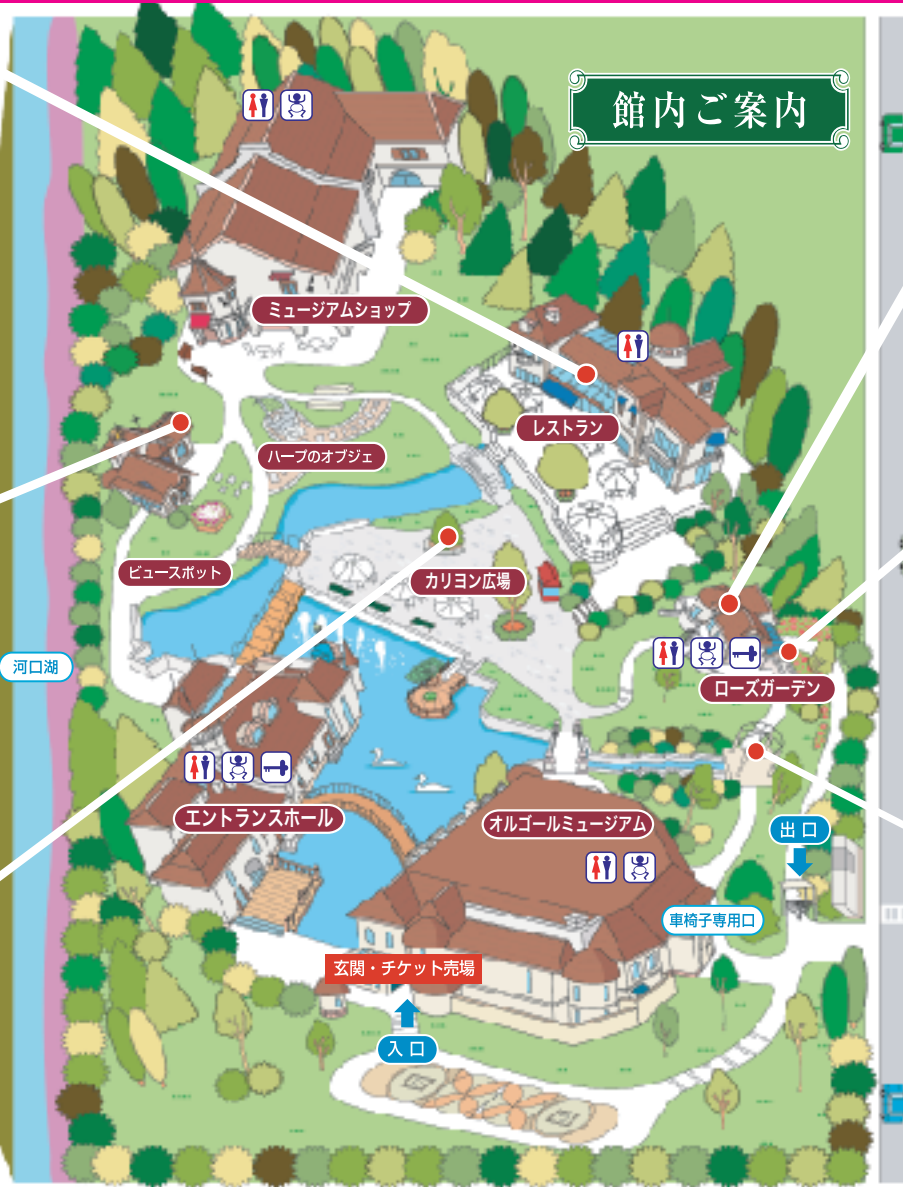 館内ご案内
ミュージアムショップ
レストラン
ハープのオブジェ
ビュースポット
カリヨン広場
河口湖
ローズガーデン
エントランスホール
オルゴールミュージアム
出口
車椅子専用口
玄関・チケット売場
入口